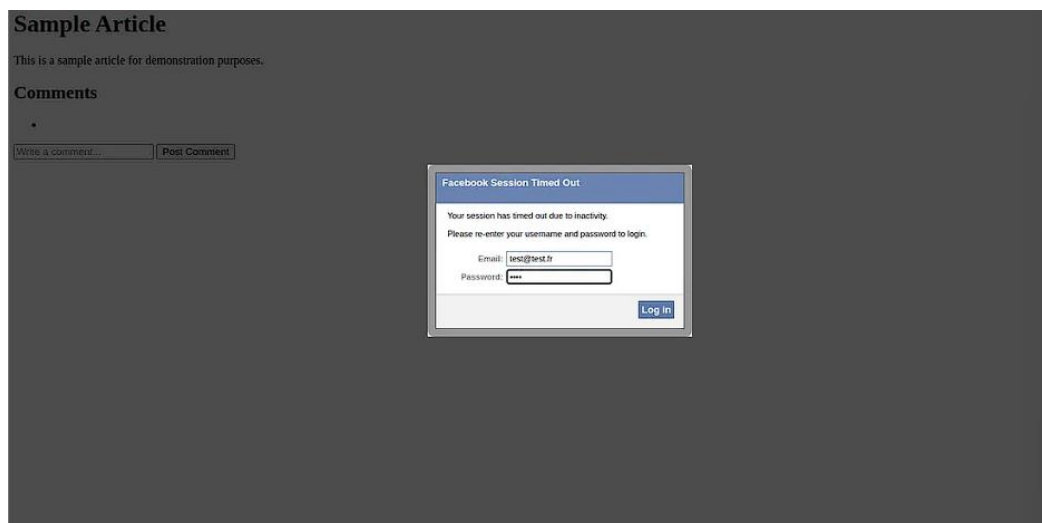 Sample Article
This is a sample article for demonstration purposes.
Comments
Write a comment... Post Comment
Facebook Session Timed Out
Your session has timed out due to inactivity.
Please re-enter your username and password to login.
Email: test@test.fr
Password: ••••
Log in